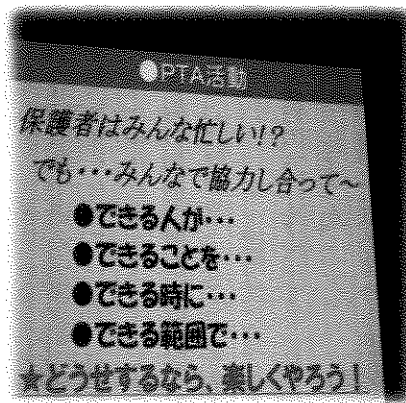 ●PTA活動
保護者はみんな忙しい!?
でも・・・みんなで協力し合って~
●できる人が・・・
●できることを・・・
●できる時に・・・
●できる範囲で・・・
★どうせするなら、楽しくやろう!